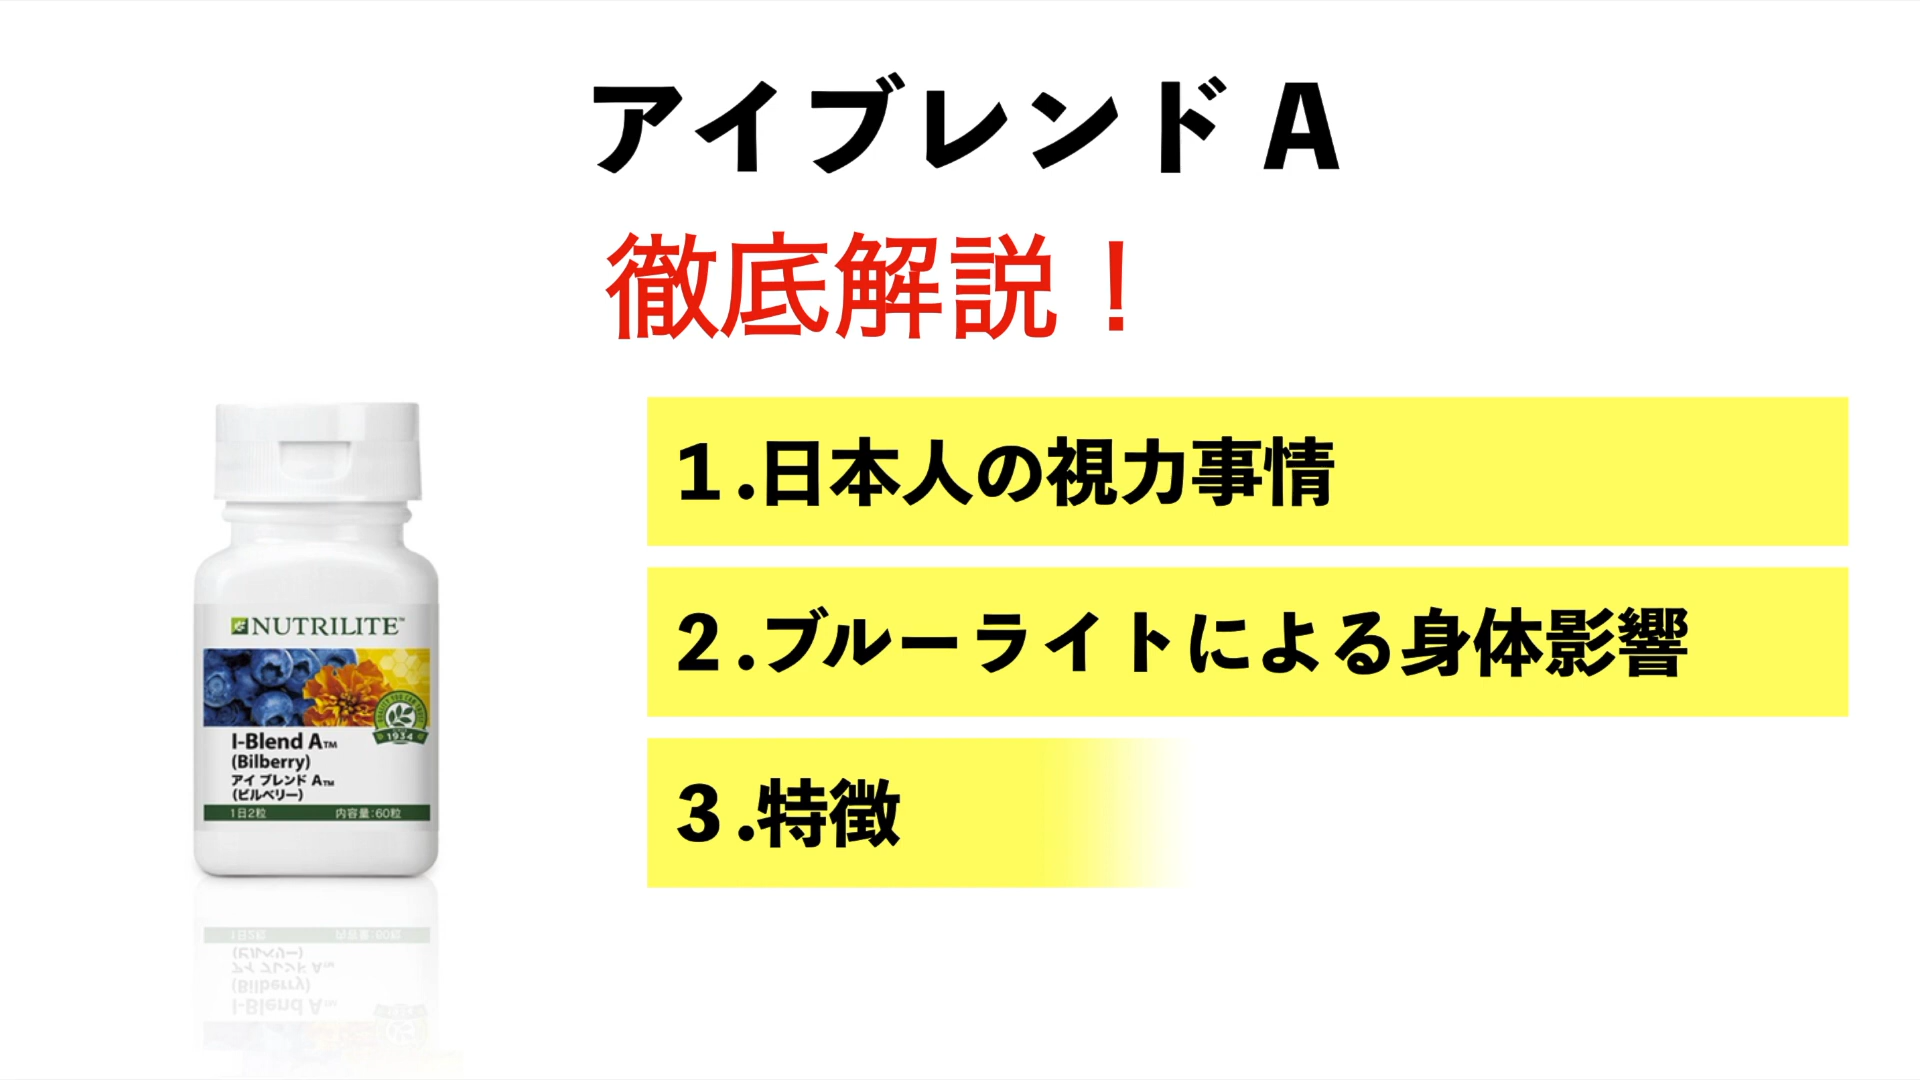 アイブレンド A
徹底解説！
１.日本人の視力事情
２.ブルーライトによる身体影響
３.特徴
NUTRILITE™
1934
I-Blend A™
(Bilberry)
アイ ブレンド A™
(ビルベリー)
1日2粒 内容量:60粒